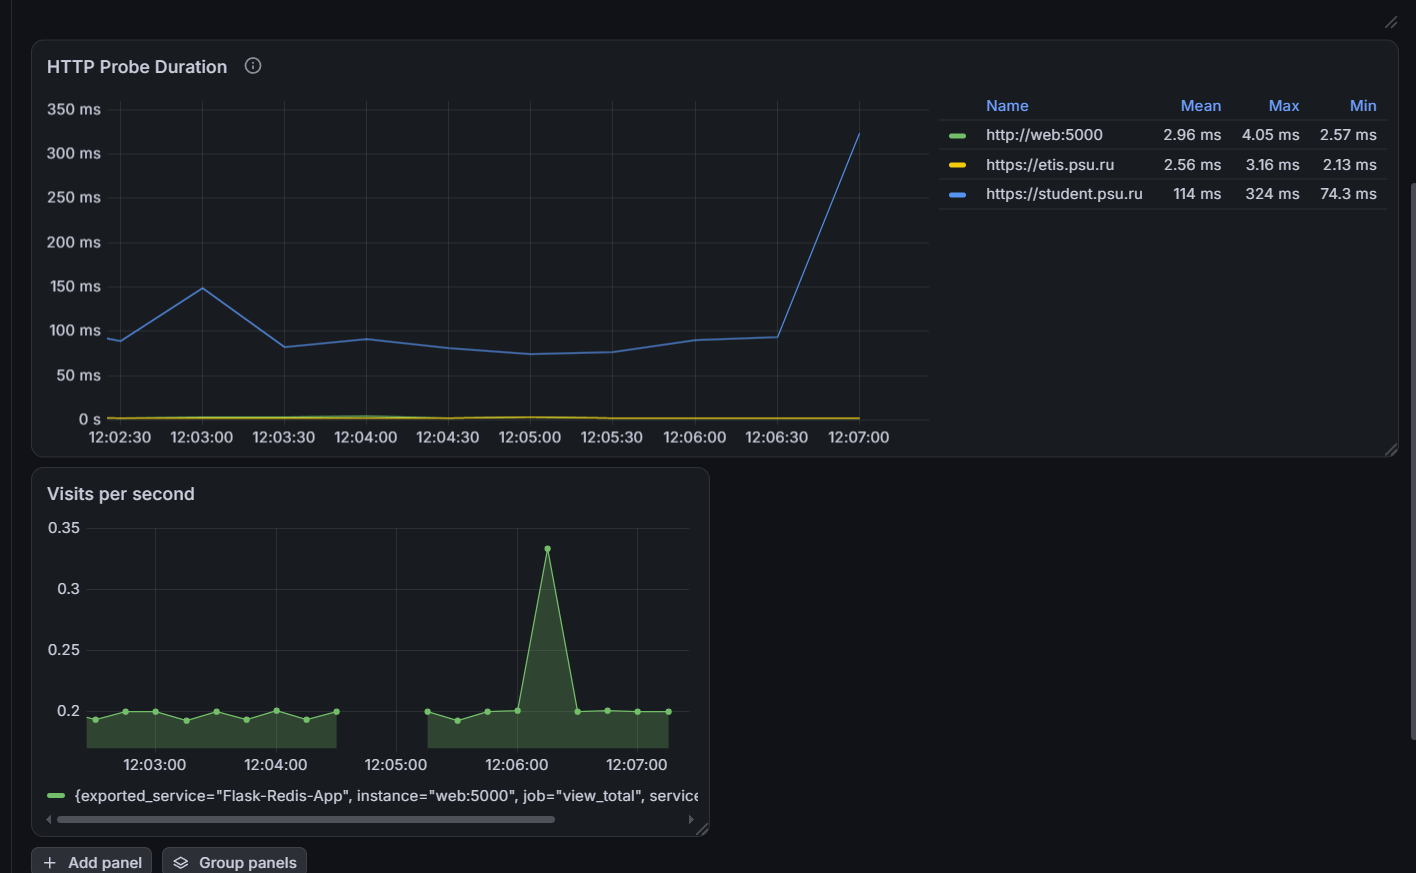 HTTP Probe Duration
350 ms
300 ms
250 ms
200 ms
150 ms
100 ms
50 ms
0 s
12:02:30 12:03:00 12:03:30 12:04:00 12:04:30 12:05:00 12:05:30 12:06:00 12:06:30 12:07:00
Name Mean Max Min
http://web:5000 2.96 ms 4.05 ms 2.57 ms
https://etis.psu.ru 2.56 ms 3.16 ms 2.13 ms
https://student.psu.ru 114 ms 324 ms 74.3 ms
Visits per second
0.35
0.3
0.25
0.2
12:03:00 12:04:00 12:05:00 12:06:00 12:07:00
{exported_service="Flask-Redis-App", instance="web:5000", job="view_total", service
Add panel Group panels